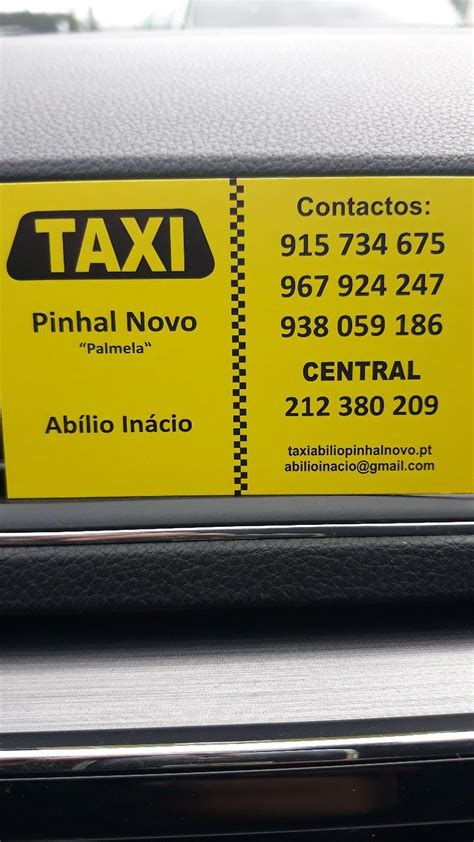 TAXI
Pinhal Novo
“Palmela“
Abílio Inácio
Contactos:
915 734 675
967 924 247
938 059 186
CENTRAL
212 380 209
taxiabiliopinhalnovo.pt
abilioinacio@gmail.com